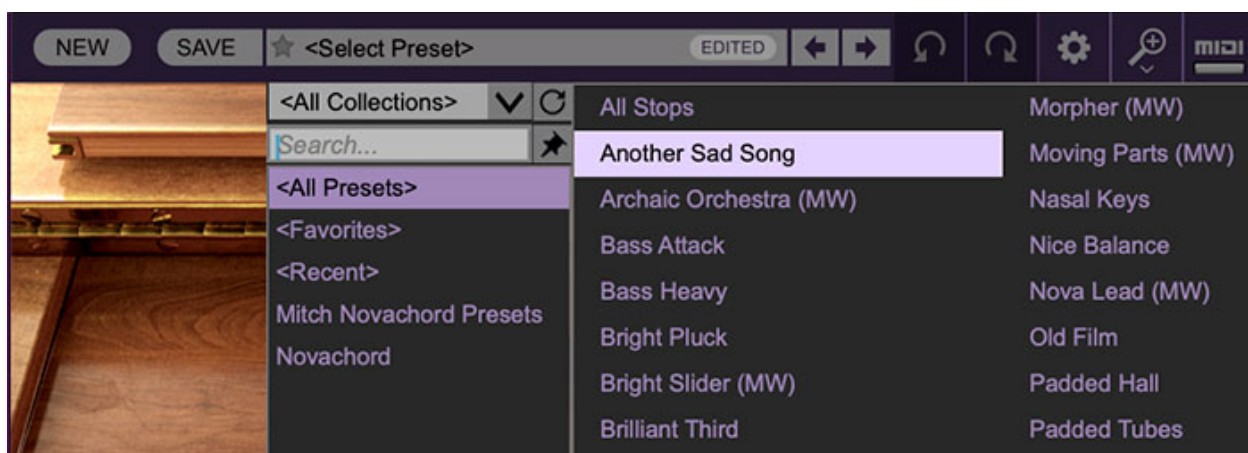 NEW
SAVE
<Select Preset>
EDITED
MIDI
<All Collections>
Search...
<All Presets>
<Favorites>
<Recent>
Mitch Novachord Presets
Novachord
All Stops
Another Sad Song
Archaic Orchestra (MW)
Bass Attack
Bass Heavy
Bright Pluck
Bright Slider (MW)
Brilliant Third
Morpher (MW)
Moving Parts (MW)
Nasal Keys
Nice Balance
Nova Lead (MW)
Old Film
Padded Hall
Padded Tubes